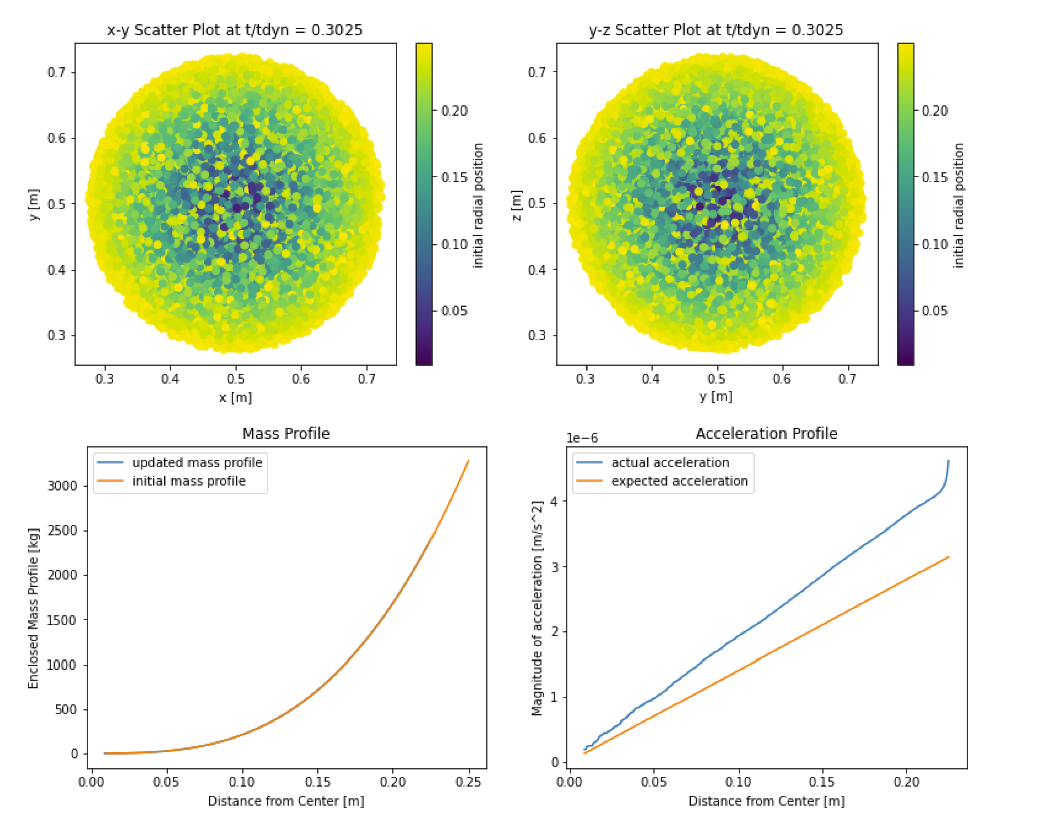 x-y Scatter Plot at t/tdyn = 0.3025
y [m]
0.7
0.6
0.5
0.4
0.3
0.3 0.4 0.5 0.6 0.7
x [m]
0.20
0.15
0.10
0.05
initial radial position
y-z Scatter Plot at t/tdyn = 0.3025
z [m]
0.7
0.6
0.5
0.4
0.3
0.3 0.4 0.5 0.6 0.7
y [m]
0.20
0.15
0.10
0.05
initial radial position
Mass Profile
updated mass profile
initial mass profile
Enclosed Mass Profile [kg]
3000
2500
2000
1500
1000
500
0
0.00 0.05 0.10 0.15 0.20 0.25
Distance from Center [m]
Acceleration Profile
1e−6
actual acceleration
expected acceleration
Magnitude of acceleration [m/s^2]
4
3
2
1
0
0.00 0.05 0.10 0.15 0.20
Distance from Center [m]